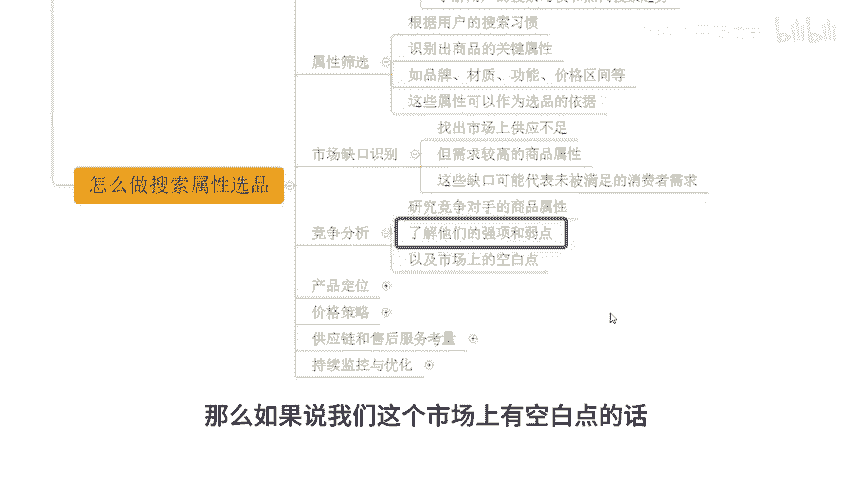 根据用户的搜索习惯
属性筛选
识别出商品的关键属性
如品牌、材质、功能、价格区间等
这些属性可以作为选品的依据
找出市场上供应不足
市场缺口识别
但需求较高的商品属性
这些缺口可能代表未被满足的消费者需求
怎么做搜索属性选品
研究竞争对手的商品属性
竞争分析
了解他们的强项和弱点
以及市场上的空白点
产品定位
价格策略
供应链和售后服务考量
持续监控与优化
那么如果说我们这个市场上有空白点的话
bilibili